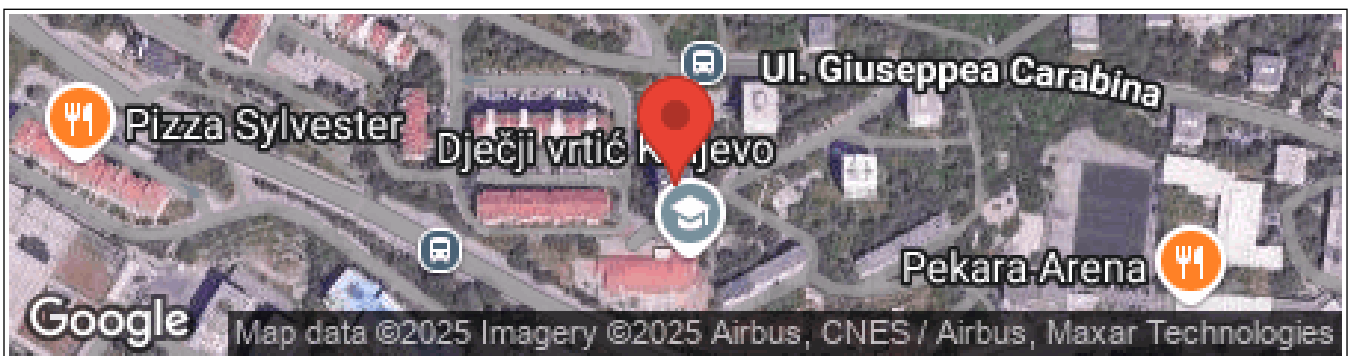 Ul. Giuseppea Carabina
Pizza Sylvester
Dječji vrtić jevo
Pekara Arena
Google
Map data ©2025 Imagery ©2025 Airbus, CNES / Airbus, Maxar Technologies